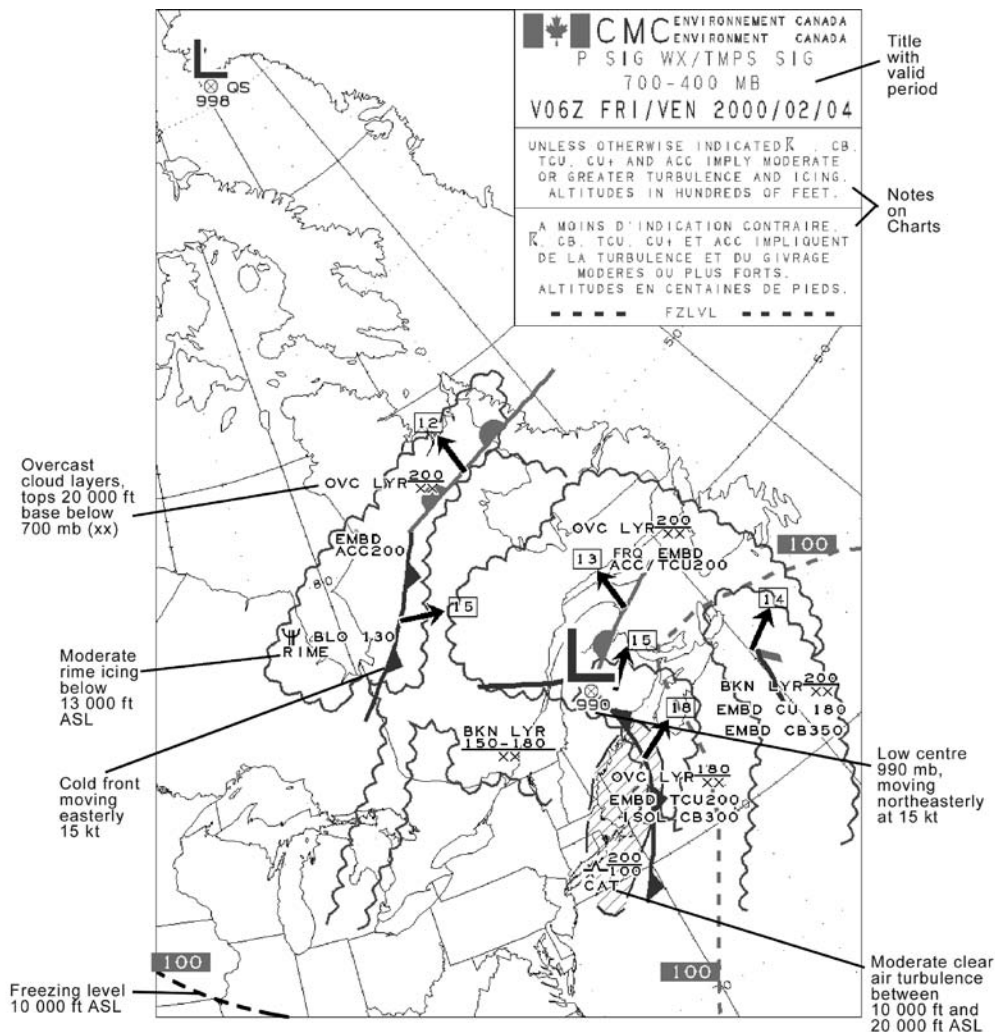 CMC ENVIRONNEMENT CANADA
ENVIRONMENT CANADA
P SIG WX/TMPS SIG
700-400 MB
V06Z FRI/VEN 2000/02/04
UNLESS OTHERWISE INDICATED , CB,
TCU, CU+ AND ACC IMPLY MODERATE
OR GREATER TURBULENCE AND ICING.
ALTITUDES IN HUNDREDS OF FEET.
A MOINS D'INDICATION CONTRAIRE,
, CB, TCU, CU+ ET ACC IMPLIQUENT
DE LA TURBULENCE ET DU GIVRAGE
MODERES OU PLUS FORTS.
ALTITUDES EN CENTAINES DE PIEDS.
FZLVL
Title
with
valid
period
Notes
on
Charts
L
QS
998
50
50
12
OVC LYR 200
XX
EMBD
ACC200
80
15
BLO 130
RIME
OVC LYR 200
XX
FRQ EMBD
ACC/TCU200
13
100
14
15
L
990
18
BKN LYR 200
XX
EMBD CU 180
EMBD CB350
BKN LYR
150-180
XX
OVC LYR 180
XX
EMBD TCU200
ISOL CB300
200
100
CAT
100
100
Overcast
cloud layers,
tops 20 000 ft
base below
700 mb (xx)
Moderate
rime icing
below
13 000 ft
ASL
Cold front
moving
easterly
15 kt
Freezing level
10 000 ft ASL
Low centre
990 mb,
moving
northeasterly
at 15 kt
Moderate clear
air turbulence
between
10 000 ft and
20 000 ft ASL